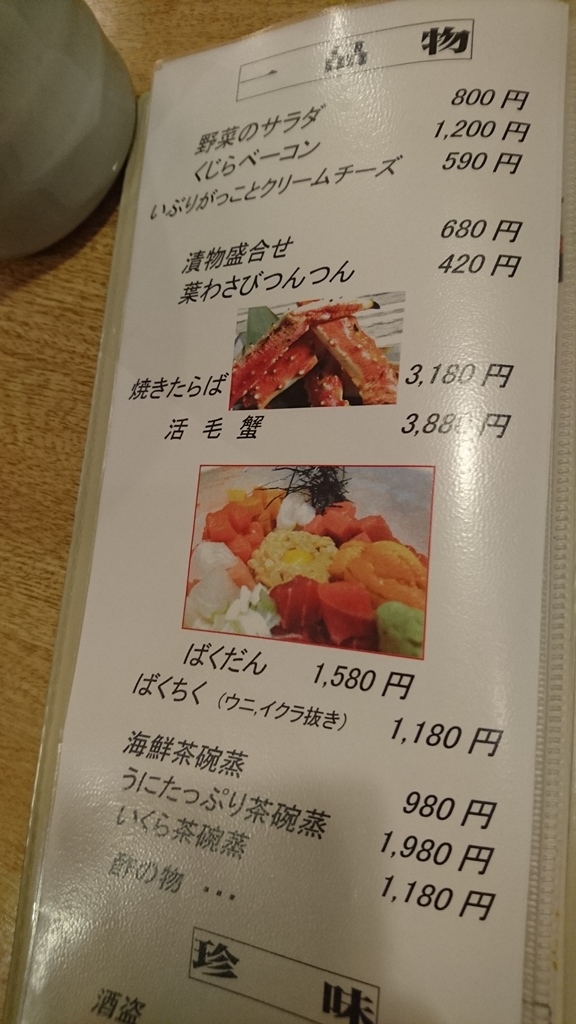 一 品 物
野菜のサラダ 800円
くじらベーコン 1,200円
いぶりがっことクリームチーズ 590円
漬物盛合せ 680円
葉わさびつんつん 420円
焼きたらば 3,180円
活毛蟹 3,880円
ばくだん 1,580円
ばくちく (ウニ,イクラ抜き) 1,180円
海鮮茶碗蒸 980円
うにたっぷり茶碗蒸 1,980円
いくら茶碗蒸 1,180円
酢の物 …
珍 味
酒盗